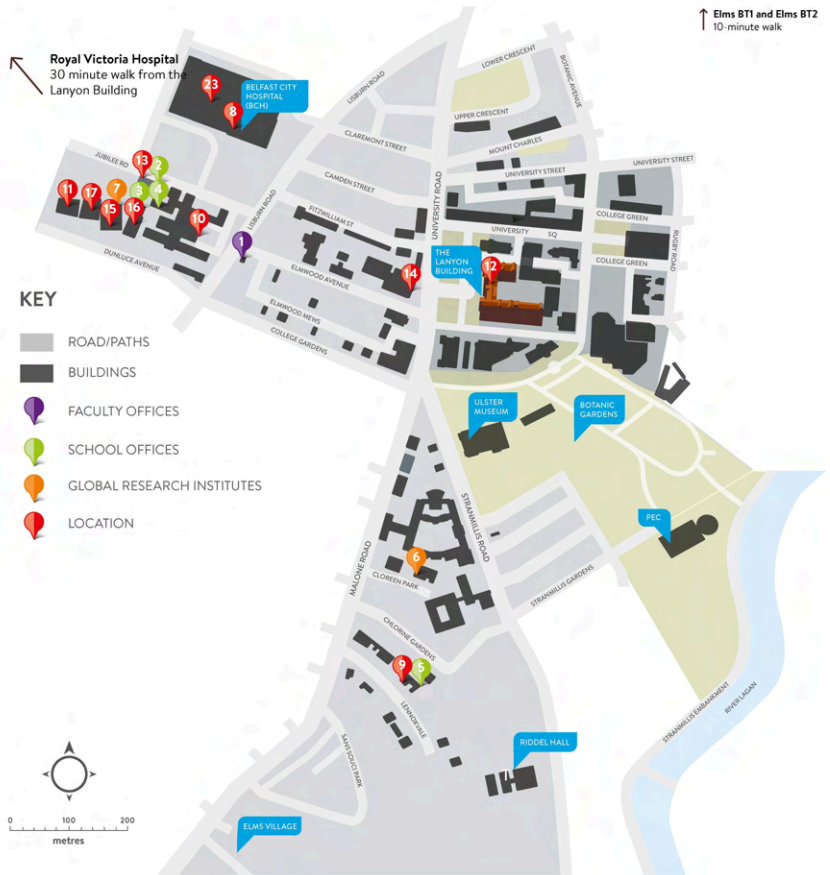 Elms BT1 and Elms BT2
10-minute walk
Royal Victoria Hospital
30 minute walk from the
Lanyon Building
LOWER CRESCENT
BOTANIC AVENUE
LISBURN ROAD
23
BELFAST CITY
HOSPITAL
(BCH)
8
UPPER CRESCENT
CLAREMONT STREET
MOUNT CHARLES
JUBILEE RD
13
2
UNIVERSITY STREET
UNIVERSITY STREET
CAMDEN STREET
UNIVERSITY ROAD
11
17
7
3
4
15
16
10
LISBURN ROAD
FITZWILLIAM ST
COLLEGE GREEN
UNIVERSITY SQ
RUGBY ROAD
1
DUNLUCE AVENUE
ELMWOOD AVENUE
14
THE
LANYON
BUILDING
12
COLLEGE GREEN
ELMWOOD MEWS
COLLEGE GARDENS
KEY
ROAD/PATHS
BUILDINGS
FACULTY OFFICES
SCHOOL OFFICES
GLOBAL RESEARCH INSTITUTES
LOCATION
ULSTER
MUSEUM
BOTANIC
GARDENS
PEC
STRANMILLIS ROAD
MALONE ROAD
6
CLOREEN PARK
STRANMILLIS GARDENS
CHLORINE GARDENS
9
5
LENNOXVALE
STRANMILLIS EMBANKMENT
RIVER LAGAN
RIDDEL HALL
SANS SOUCI PARK
ELMS VILLAGE
0 100 200
metres